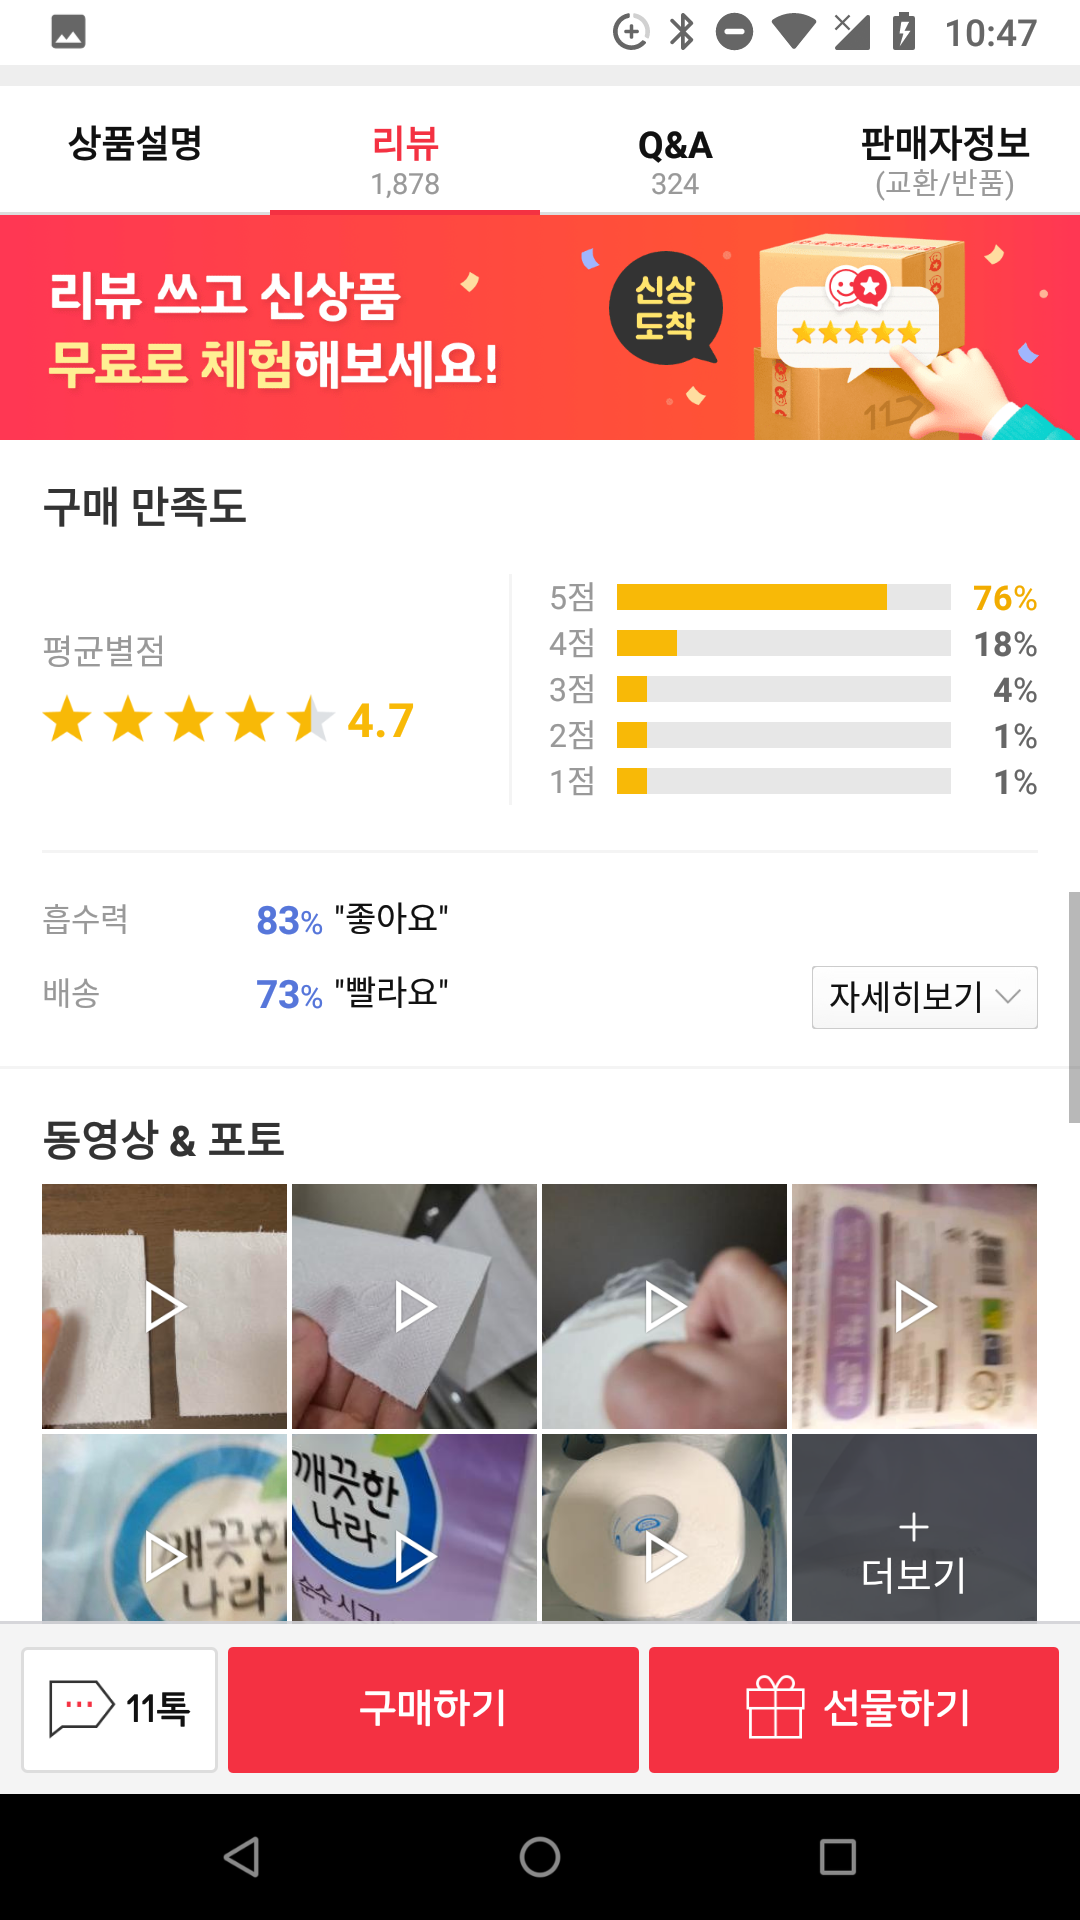 10:47
상품설명
리뷰
1,878
Q&A
324
판매자정보
(교환/반품)
리뷰 쓰고 신상품
무료로 체험해보세요!
신상
도착
11
구매 만족도
평균별점
4.7
5점 76%
4점 18%
3점 4%
2점 1%
1점 1%
흡수력 83% "좋아요"
배송 73% "빨라요"
자세히보기
동영상 & 포토
깨끗한
나라
깨끗한
나라
순수
더보기
11톡
구매하기
선물하기